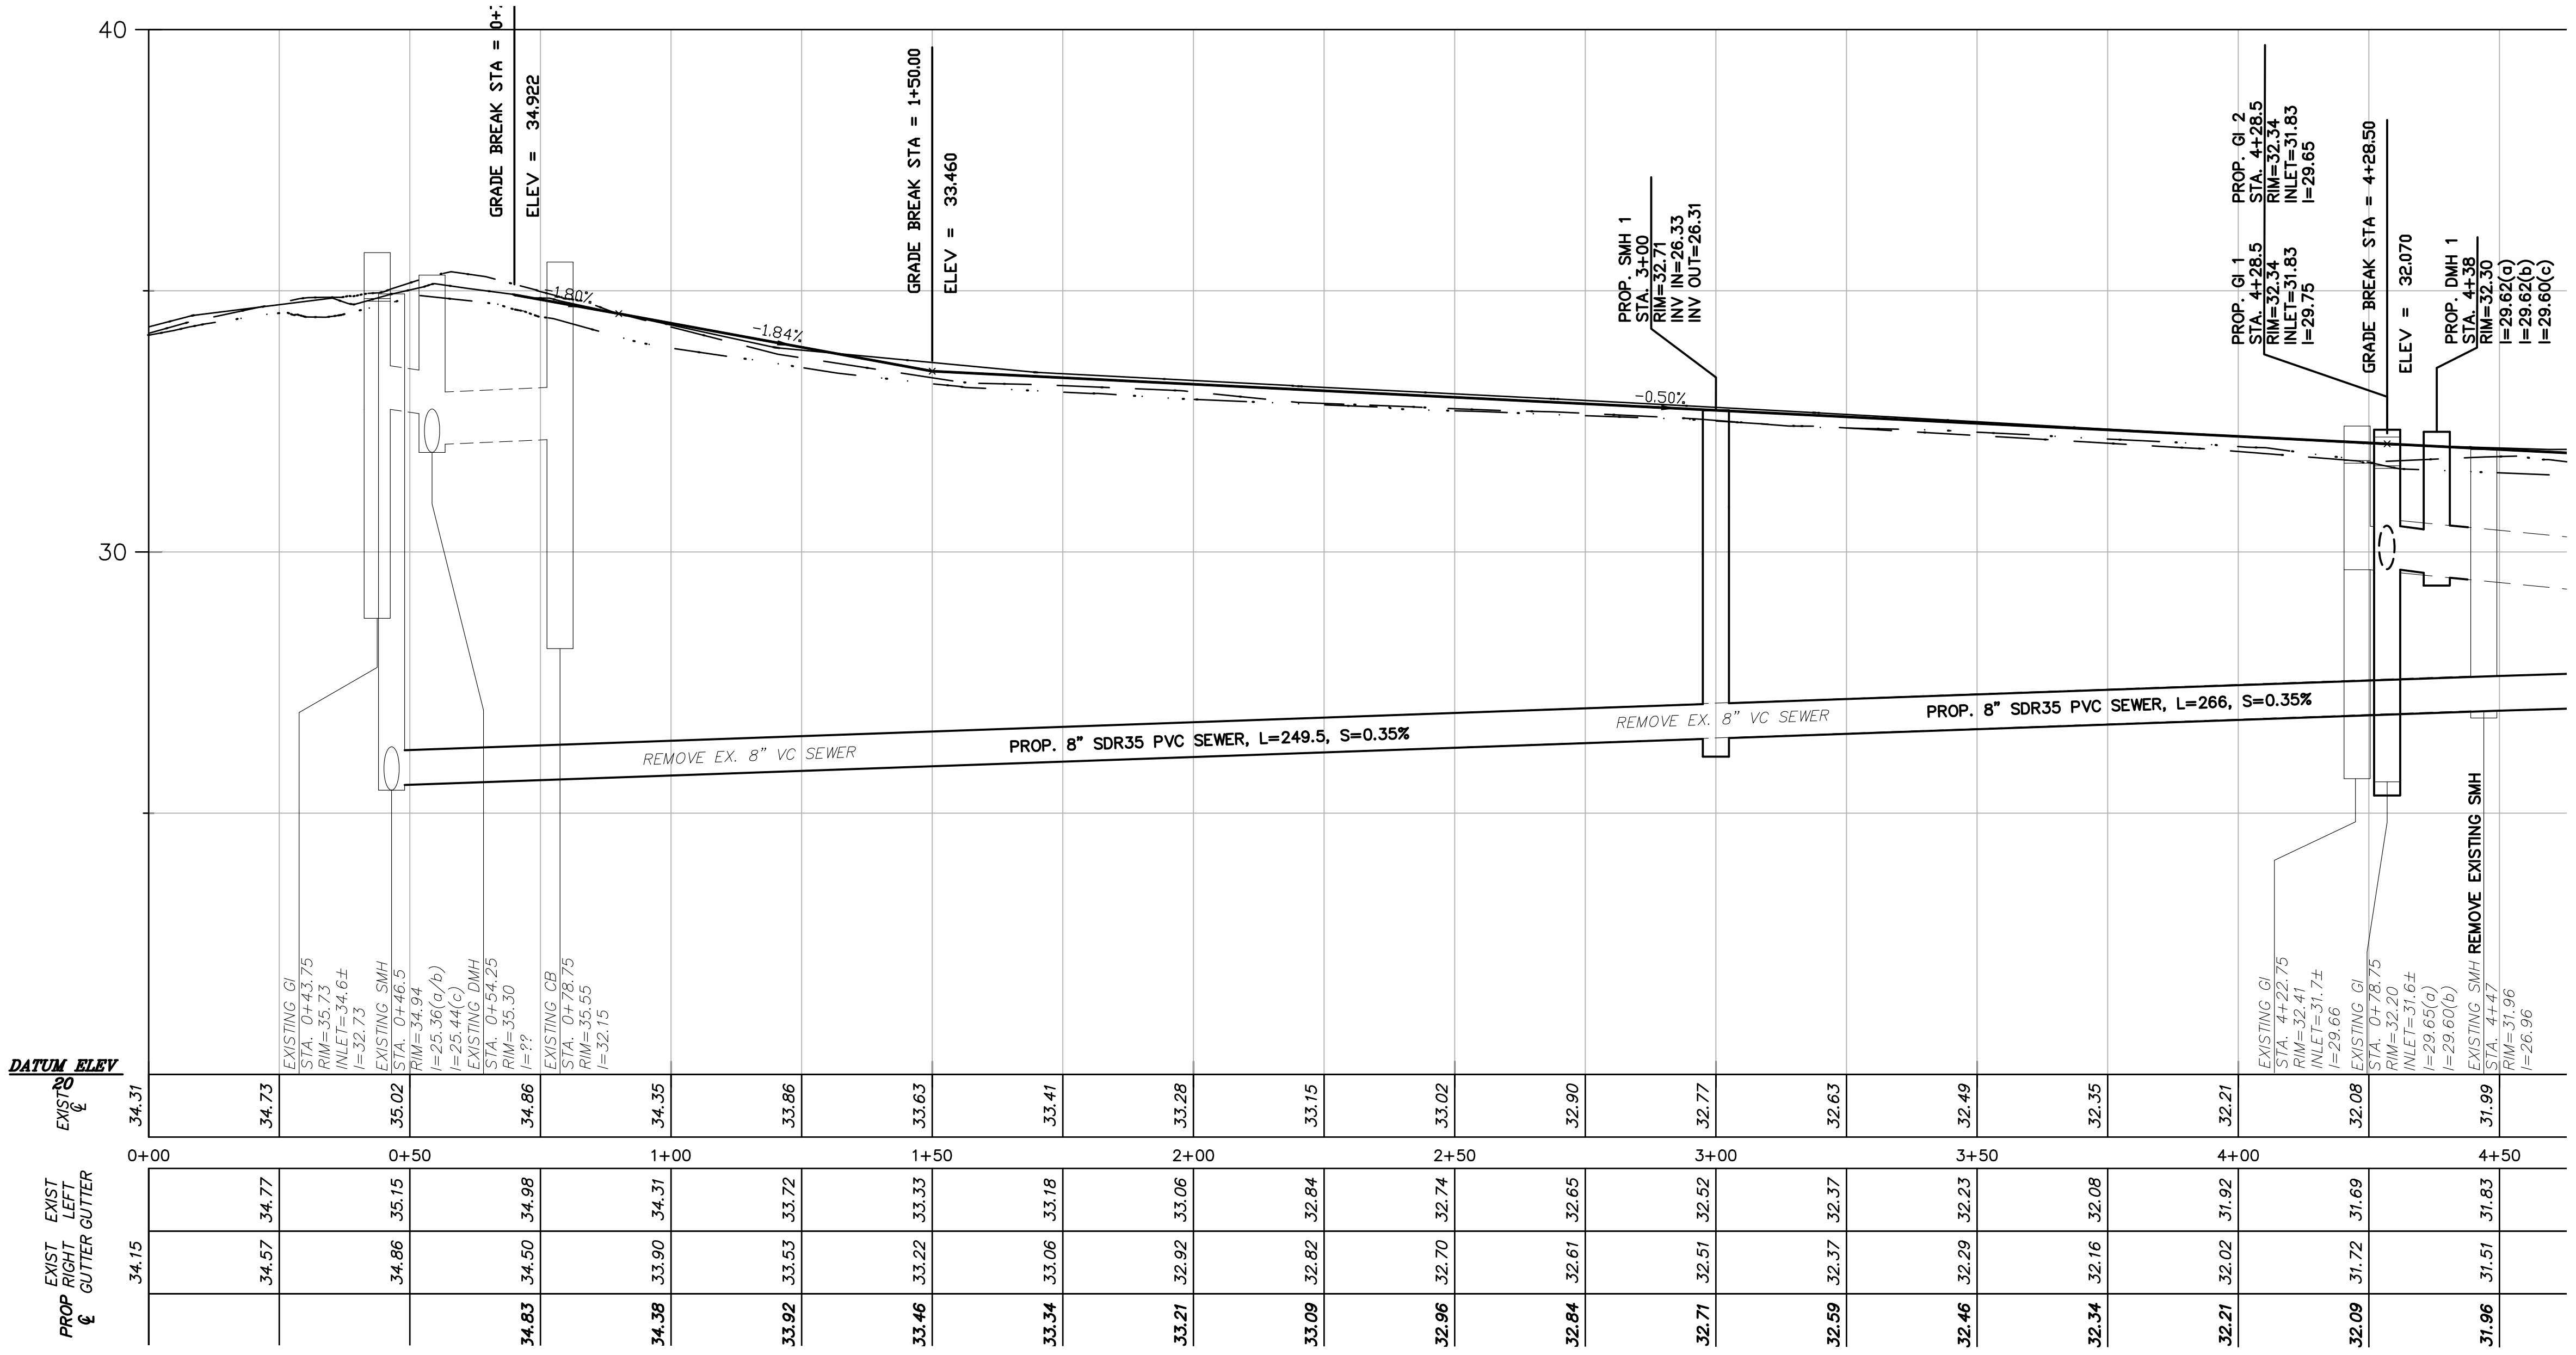 40
30
GRADE BREAK STA = 0+
ELEV = 34.922
GRADE BREAK STA = 1+50.00
ELEV = 33.460
PROP. SMH 1
STA. 3+00
RIM=32.71
INV IN=26.33
INV OUT=26.31
PROP. GI 1
STA. 4+28.5
RIM=32.34
INLET=31.83
I=29.75
PROP. GI 2
STA. 4+28.5
RIM=32.34
INLET=31.83
I=29.65
GRADE BREAK STA = 4+28.50
ELEV = 32.070
PROP. DMH 1
STA. 4+38
RIM=32.30
I=29.62(a)
I=29.62(b)
I=29.60(c)
-1.80%
-1.84%
-0.50%
REMOVE EX. 8" VC SEWER
PROP. 8" SDR35 PVC SEWER, L=249.5, S=0.35%
REMOVE EX. 8" VC SEWER
PROP. 8" SDR35 PVC SEWER, L=266, S=0.35%
EXISTING GI
STA. 0+43.75
RIM=35.73
INLET=34.6±
I=32.73
EXISTING SMH
STA. 0+46.5
RIM=34.94
I=25.36(a/b)
I=25.44(c)
EXISTING DMH
STA. 0+54.25
RIM=35.30
I=??
EXISTING CB
STA. 0+78.75
RIM=35.55
I=32.15
EXISTING GI
STA. 4+22.75
RIM=32.41
INLET=31.7±
I=29.66
EXISTING GI
STA. 0+78.75
RIM=32.20
INLET=31.6±
I=29.65(a)
I=29.60(b)
EXISTING SMH REMOVE EXISTING SMH
STA. 4+47
RIM=31.96
I=26.96
DATUM ELEV
20
EXIST ℄
34.31 34.73 35.02 34.86 34.35 33.86 33.63 33.41 33.28 33.15 33.02 32.90 32.77 32.63 32.49 32.35 32.21 32.08 31.99
0+00 0+50 1+00 1+50 2+00 2+50 3+00 3+50 4+00 4+50
EXIST LEFT GUTTER
34.77 35.15 34.98 34.31 33.72 33.33 33.18 33.06 32.84 32.74 32.65 32.52 32.37 32.23 32.08 31.92 31.69 31.83
EXIST RIGHT GUTTER
34.15 34.57 34.86 34.50 33.90 33.53 33.22 33.06 32.92 32.82 32.70 32.61 32.51 32.37 32.29 32.16 32.02 31.72 31.51
PROP ℄
34.83 34.38 33.92 33.46 33.34 33.21 33.09 32.96 32.84 32.71 32.59 32.46 32.34 32.21 32.09 31.96